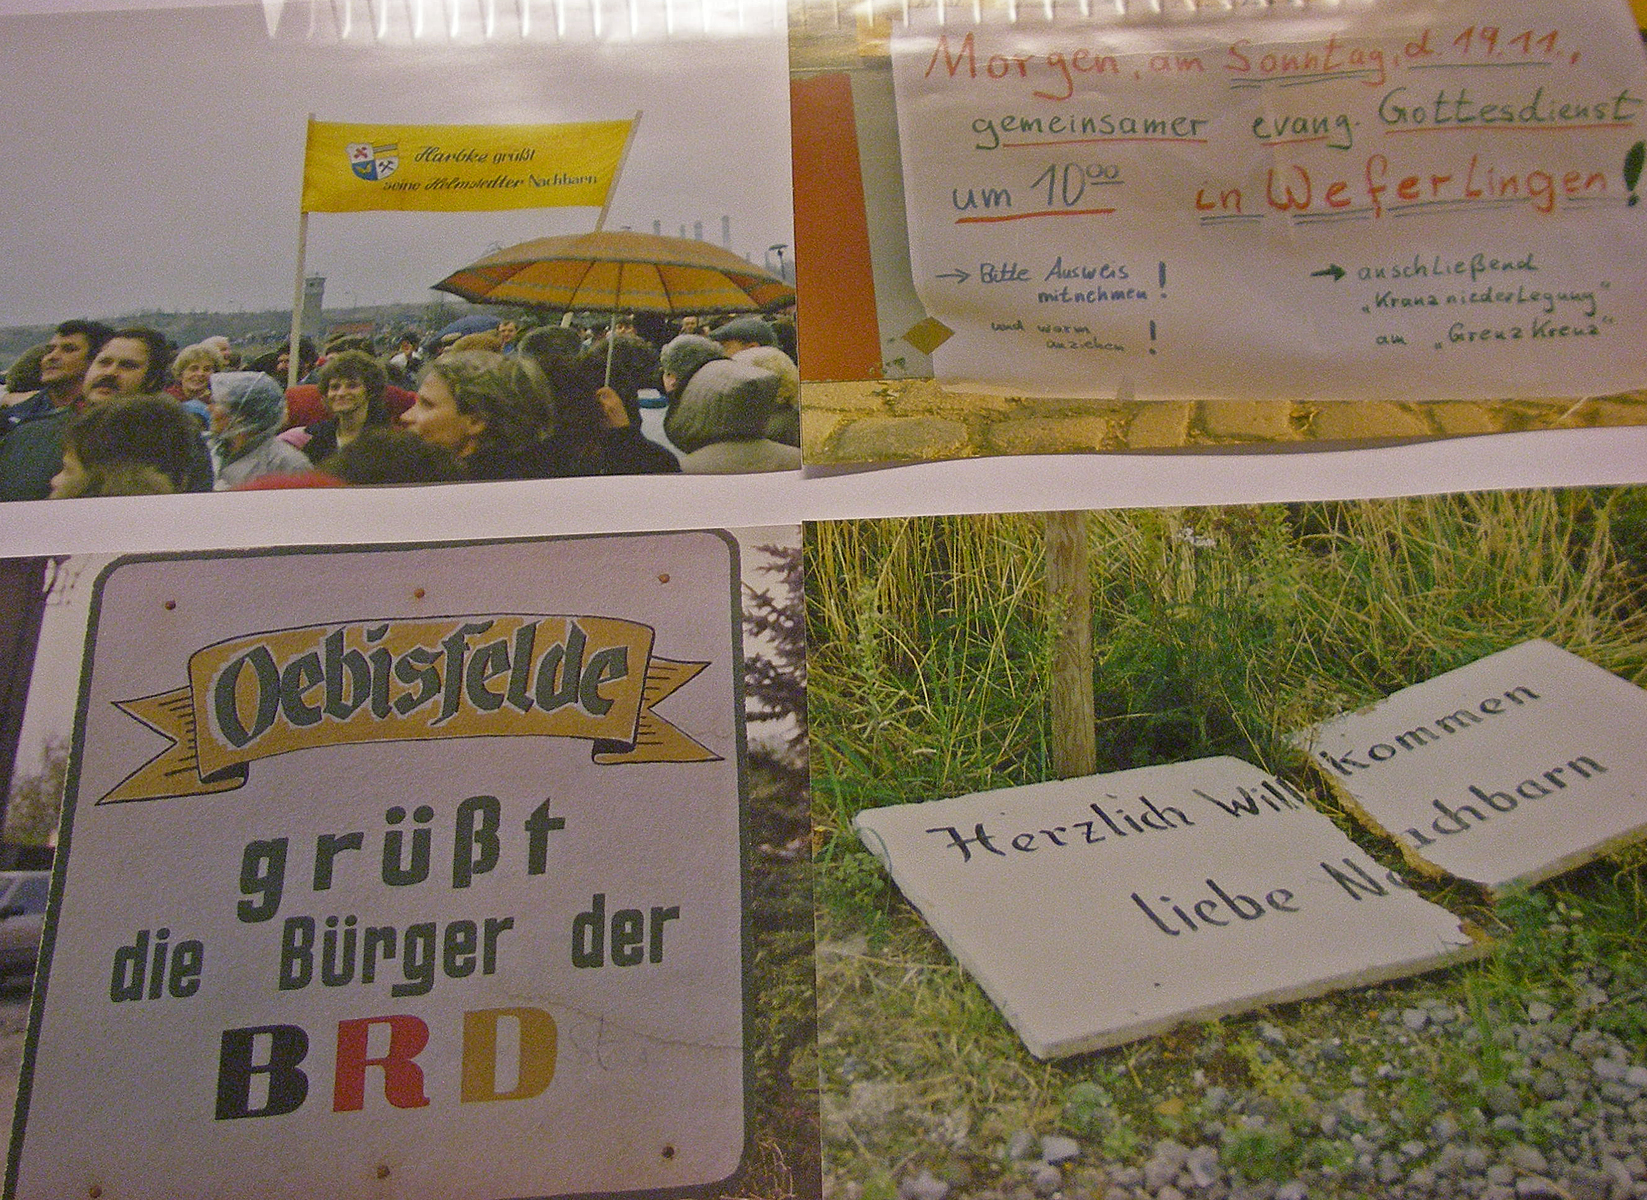 Harbke grüßt
seine Helmstedter Nachbarn
Morgen, am Sonntag, d. 19.11.,
gemeinsamer evang. Gottesdienst
um 10⁰⁰ in Weferlingen!
→ Bitte Ausweis
mitnehmen!
und warm
anziehen!
→ anschließend
„Kranzniederlegung"
am „GrenzKreuz"
Oebisfelde
grüßt
die Bürger der
BRD
Herzlich Willkommen
liebe Nachbarn